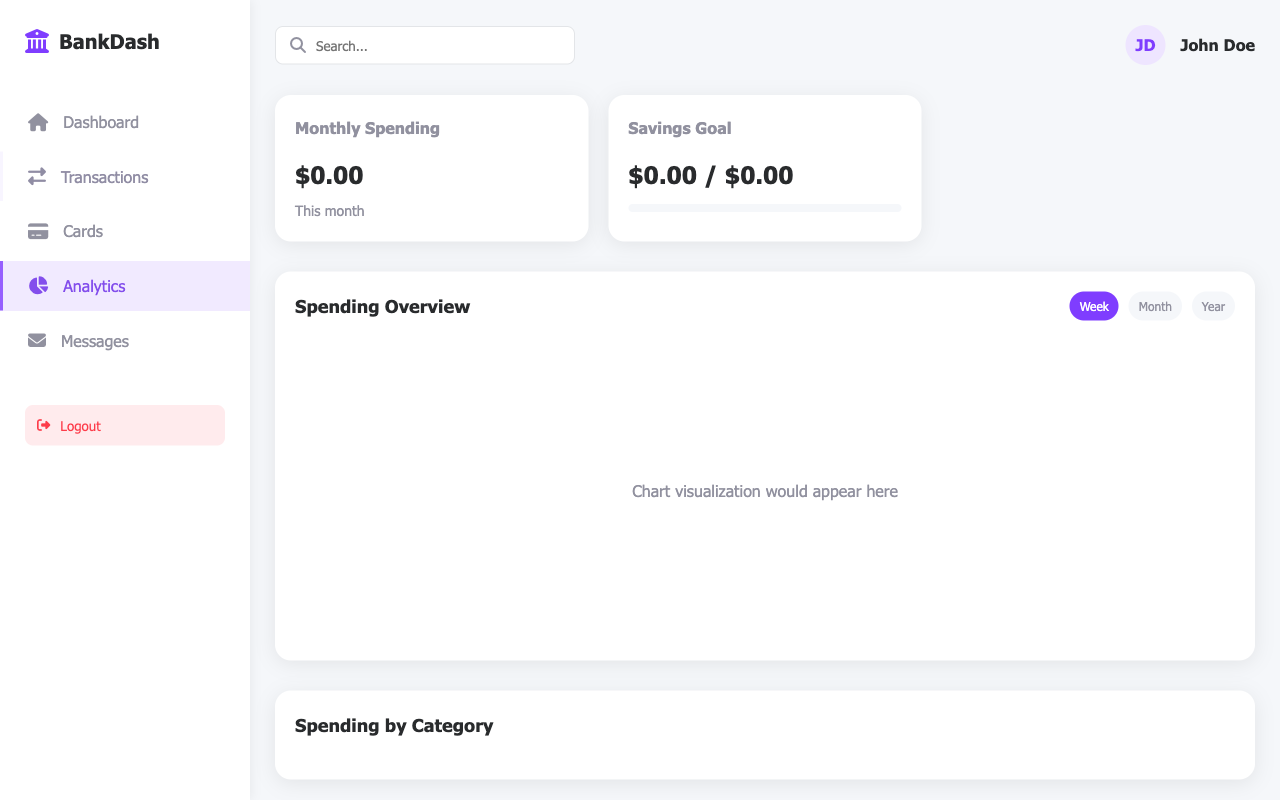 BankDash
Dashboard
Transactions
Cards
Analytics
Messages
Logout
Search...
JD
John Doe
Monthly Spending
$0.00
This month
Savings Goal
$0.00 / $0.00
Spending Overview
Week
Month
Year
Chart visualization would appear here
Spending by Category